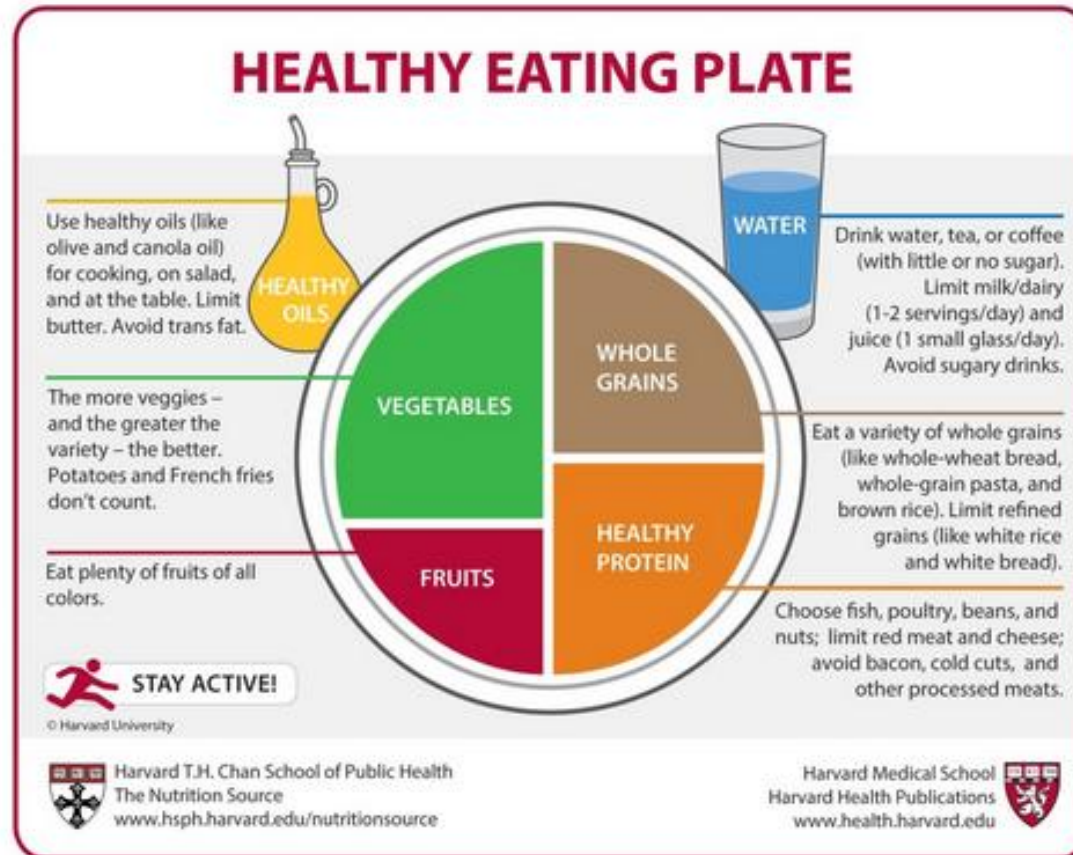 HEALTHY EATING PLATE
Use healthy oils (like
olive and canola oil)
for cooking, on salad,
and at the table. Limit
butter. Avoid trans fat.
HEALTHY
OILS
The more veggies –
and the greater the
variety – the better.
Potatoes and French fries
don't count.
Eat plenty of fruits of all
colors.
VEGETABLES
FRUITS
WHOLE
GRAINS
HEALTHY
PROTEIN
WATER
Drink water, tea, or coffee
(with little or no sugar).
Limit milk/dairy
(1-2 servings/day) and
juice (1 small glass/day).
Avoid sugary drinks.
Eat a variety of whole grains
(like whole-wheat bread,
whole-grain pasta, and
brown rice). Limit refined
grains (like white rice
and white bread).
Choose fish, poultry, beans, and
nuts; limit red meat and cheese;
avoid bacon, cold cuts, and
other processed meats.
STAY ACTIVE!
© Harvard University
Harvard T.H. Chan School of Public Health
The Nutrition Source
www.hsph.harvard.edu/nutritionsource
Harvard Medical School
Harvard Health Publications
www.health.harvard.edu